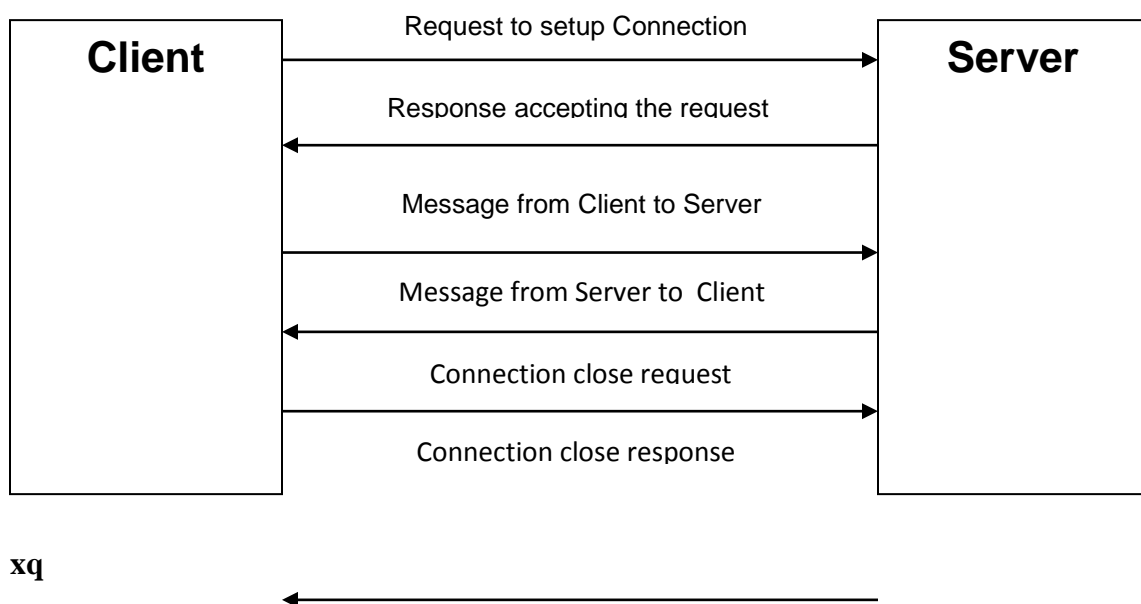 Request to setup Connection
Client
Server
Response accepting the request
Message from Client to Server
Message from Server to  Client
Connection close request
Connection close response
xq